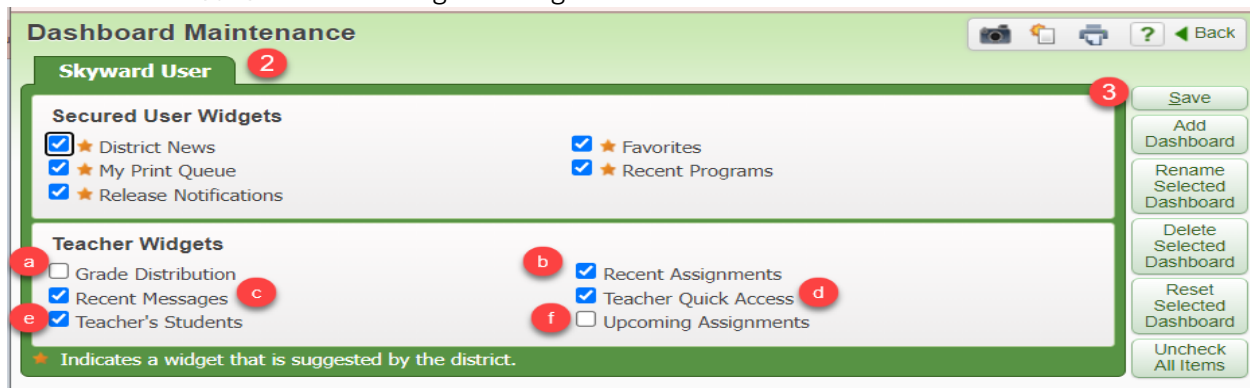 Dashboard Maintenance
? Back
Skyward User 2
3
Save
Secured User Widgets
District News
Favorites
My Print Queue
Recent Programs
Release Notifications
Add
Dashboard
Rename
Selected
Dashboard
Teacher Widgets
a Grade Distribution
b Recent Assignments
Recent Messages c
Teacher Quick Access d
e Teacher's Students
f Upcoming Assignments
Indicates a widget that is suggested by the district.
Delete
Selected
Dashboard
Reset
Selected
Dashboard
Uncheck
All Items